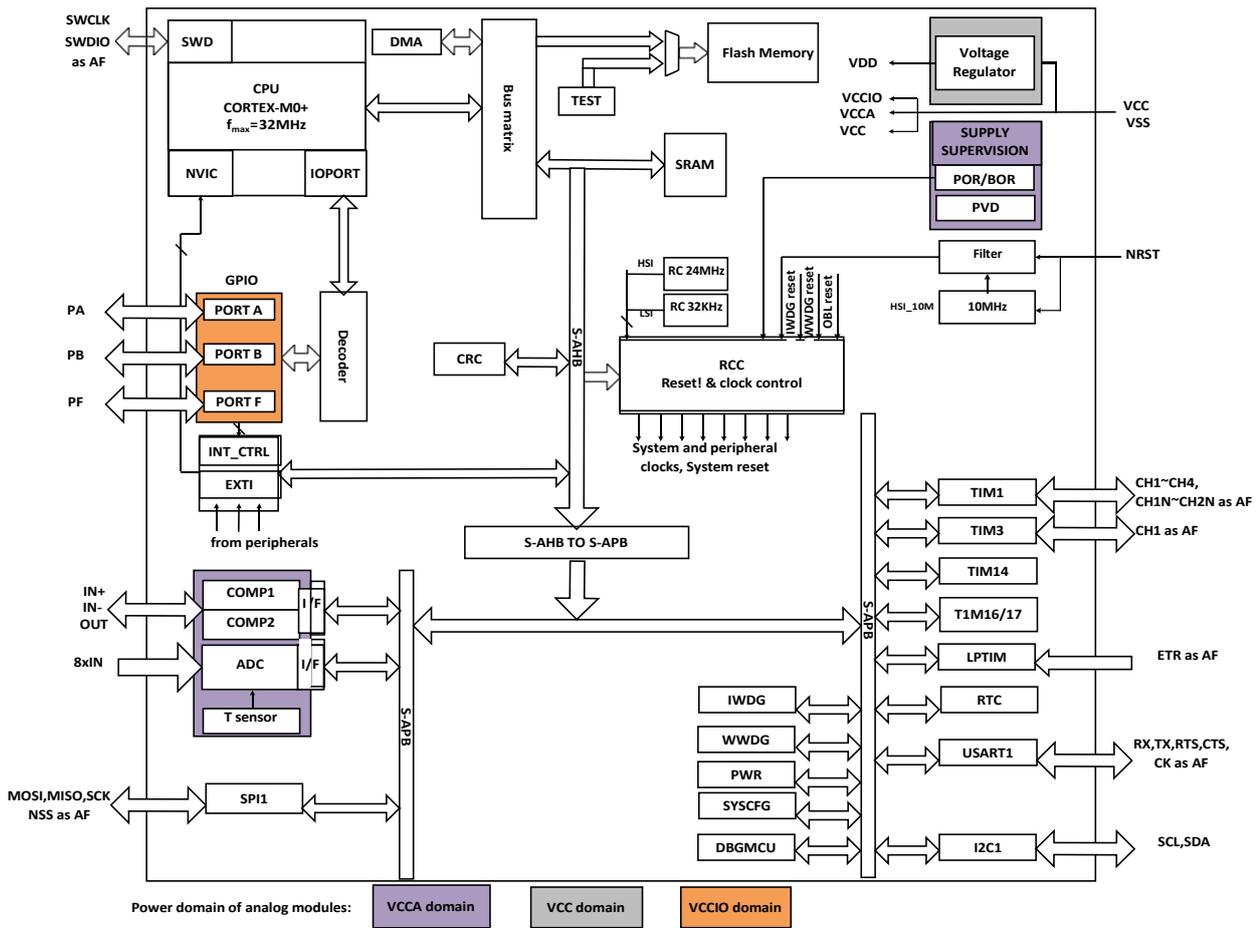 SWCLK
SWDIO
as AF
SWD
CPU
CORTEX-M0+
fmax=32MHz
NVIC
IOPORT
DMA
Bus matrix
TEST
Flash Memory
SRAM
Voltage
Regulator
VDD
VCCIO
VCCA
VCC
VCC
VSS
SUPPLY
SUPERVISION
POR/BOR
PVD
Filter
NRST
HSI_10M
10MHz
HSI
RC 24MHz
RC 32KHz
LSI
IWDG reset
WWDG reset
OBL reset
GPIO
PA
PORT A
PB
PORT B
PF
PORT F
Decoder
INT_CTRL
EXTI
from peripherals
CRC
S-AHB
RCC
Reset! & clock control
System and peripheral
clocks, System reset
S-AHB TO S-APB
IN+
IN-
OUT
COMP1
COMP2
I/F
8xIN
ADC
I/F
T sensor
S-APB
MOSI,MISO,SCK
NSS as AF
SPI1
S-APB
IWDG
WWDG
PWR
SYSCFG
DBGMCU
TIM1
CH1~CH4,
CH1N~CH2N as AF
TIM3
CH1 as AF
TIM14
T1M16/17
LPTIM
ETR as AF
RTC
USART1
RX,TX,RTS,CTS,
CK as AF
I2C1
SCL,SDA
Power domain of analog modules:
VCCA domain
VCC domain
VCCIO domain